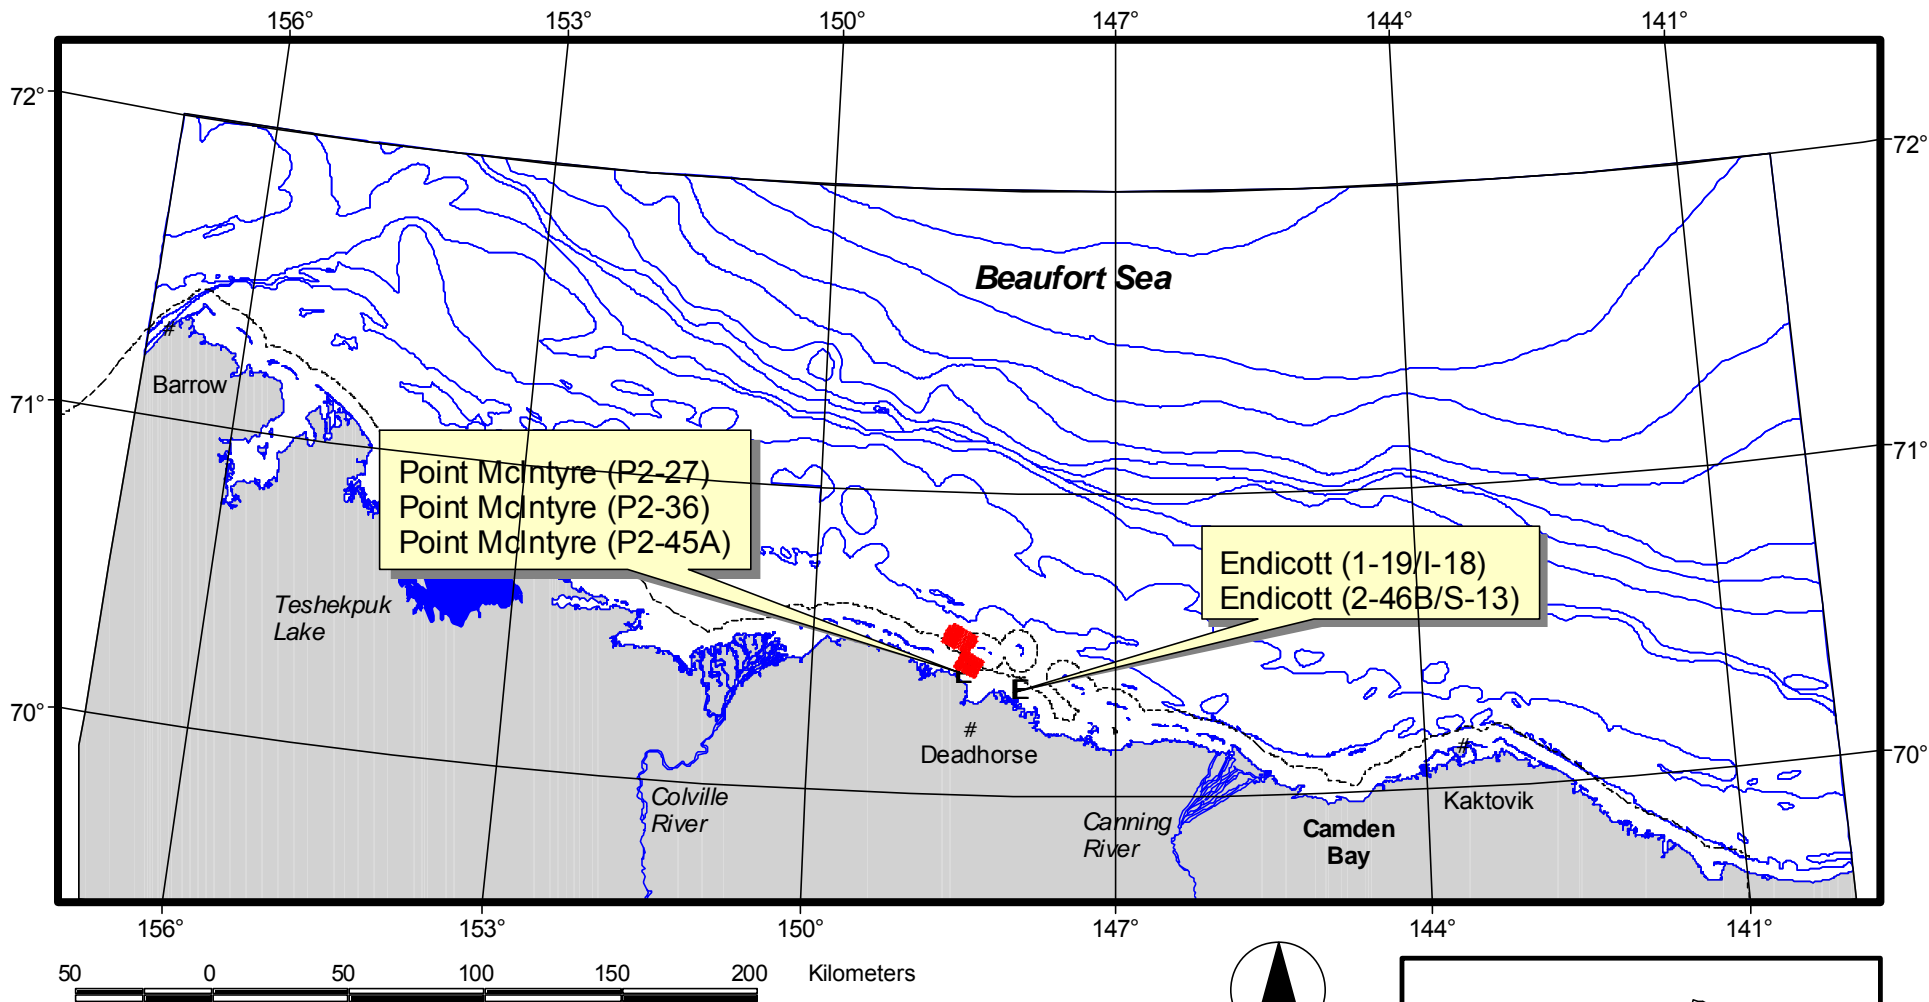 156° 153° 150° 147° 144° 141°
72°
72°
Beaufort Sea
#
Barrow
71°
71°
Point McIntyre (P2-27)
Point McIntyre (P2-36)
Point McIntyre (P2-45A)
Endicott (1-19/I-18)
Endicott (2-46B/S-13)
Teshekpuk
Lake
E
#
Deadhorse
70°
70°
#
Kaktovik
Colville
River
Canning
River
Camden
Bay
156° 153° 150° 147° 144° 141°
50 0 50 100 150 200 Kilometers